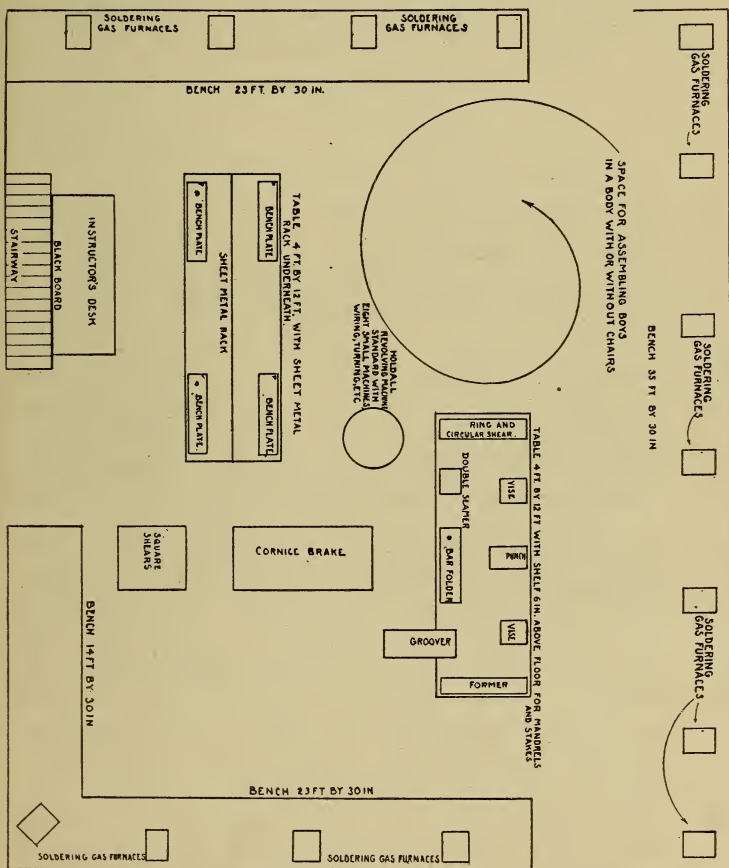 SOLDERING
GAS FURNACES
SOLDERING
GAS FURNACES
BENCH 23 FT. BY 30 IN.
SOLDERING
GAS FURNACES
SPACE FOR ASSEMBLING BOYS
IN A BODY WITH OR WITHOUT CHAIRS
BENCH 35 FT BY 30 IN
SOLDERING
GAS FURNACES
SOLDERING
GAS FURNACES
TABLE 4 FT. BY 12 FT. WITH SHEET METAL
RACK UNDERNEATH.
BENCH PLATE
BENCH PLATE
SHEET METAL RACK
BENCH PLATE
BENCH PLATE
INSTRUCTOR'S DESK
BLACK BOARD
STAIRWAY
HOLDALL
REVOLVING MACHINE
STANDARD WITH
EIGHT SMALL MACHINES
WIRING, TURNING, ETC
TABLE 4 FT. BY 12 FT WITH SHELF 6 IN. ABOVE FLOOR FOR MANDRELS
AND STAKES
RING AND
CIRCULAR SHEAR.
VISE
DOUBLE SEAMER
PUNCH
BAR FOLDER
VISE
GROOVER
FORMER
SQUARE
SHEARS
CORNICE BRAKE
BENCH 14 FT BY 30 IN
BENCH 23 FT BY 30 IN
SOLDERING GAS FURNACES
SOLDERING GAS FURNACES